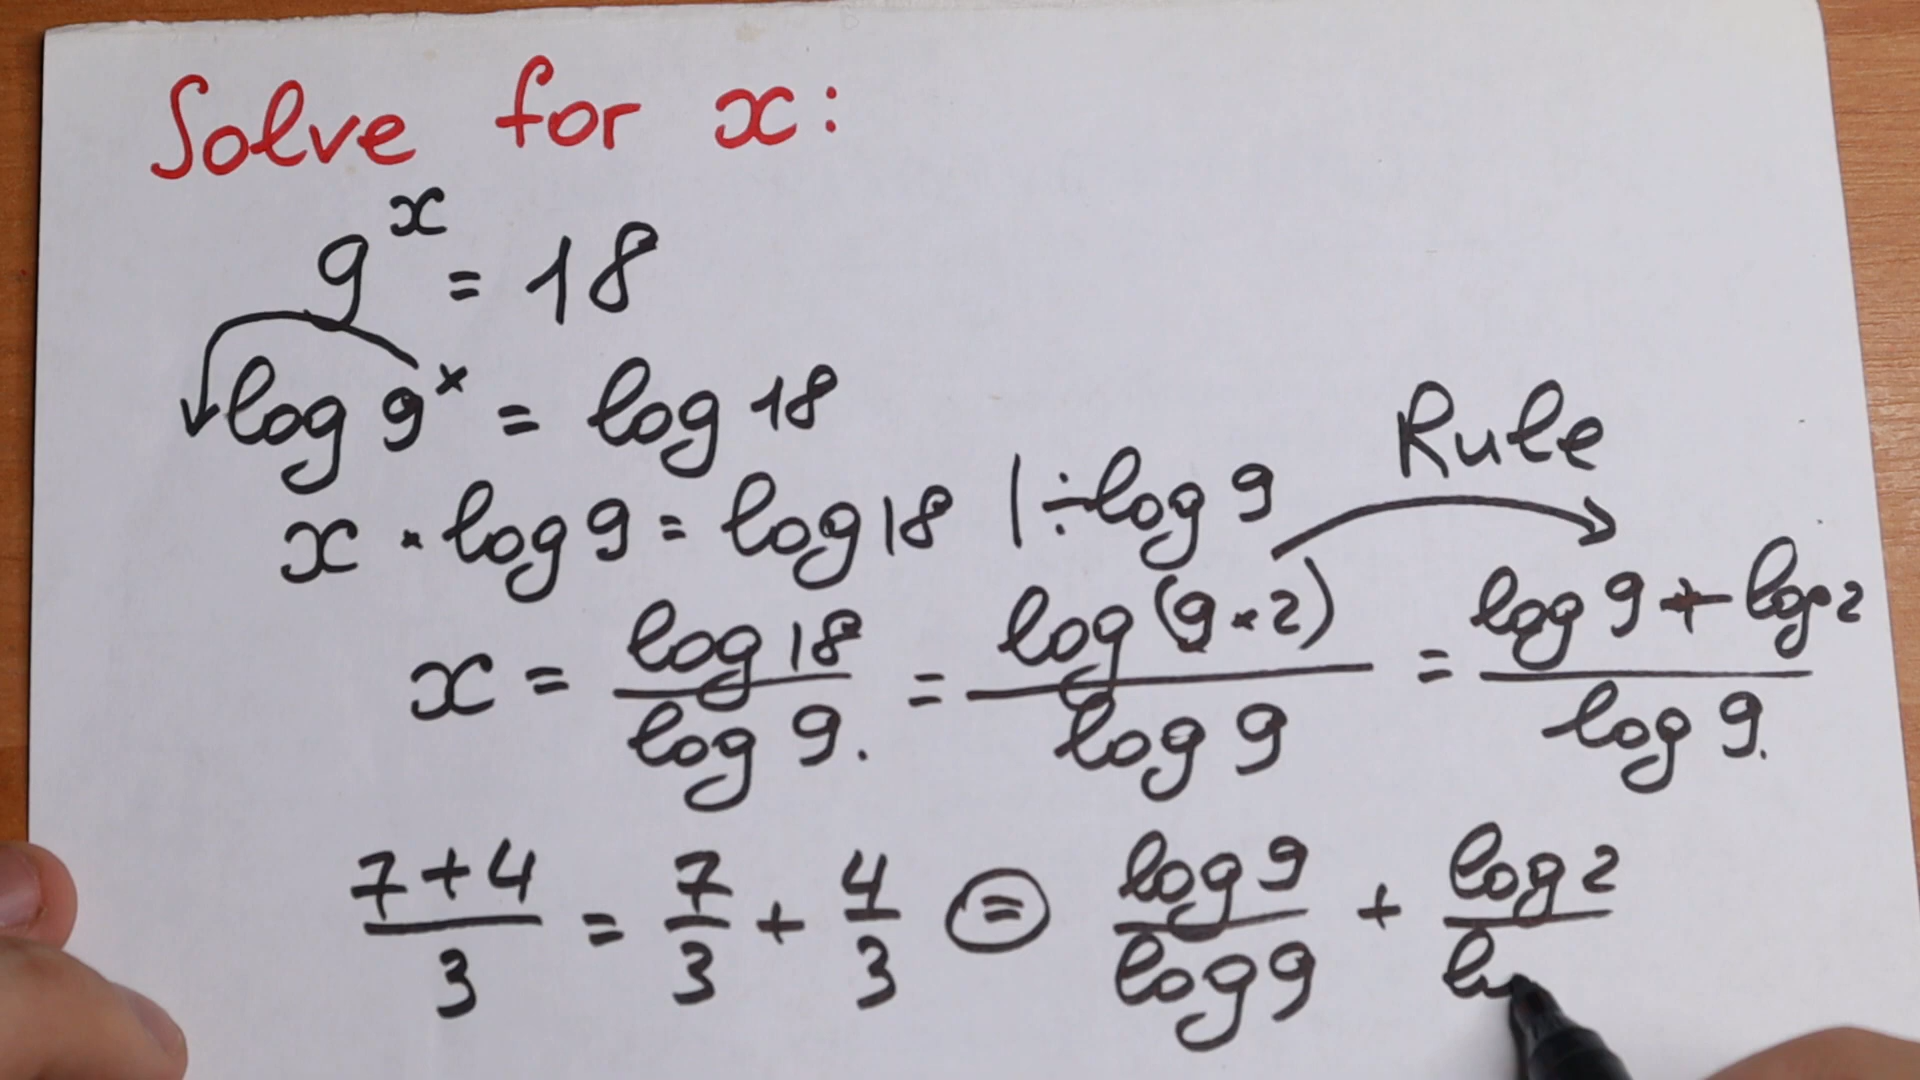 Solve for x:
9^x = 18
log 9^x = log 18
x · log 9 = log 18 | ÷ log 9
Rule
x = log 18 / log 9. = log (9·2) / log 9 = log 9 + log 2 / log 9.
7+4 / 3 = 7/3 + 4/3 = log 9 / log 9 + log 2 / lo